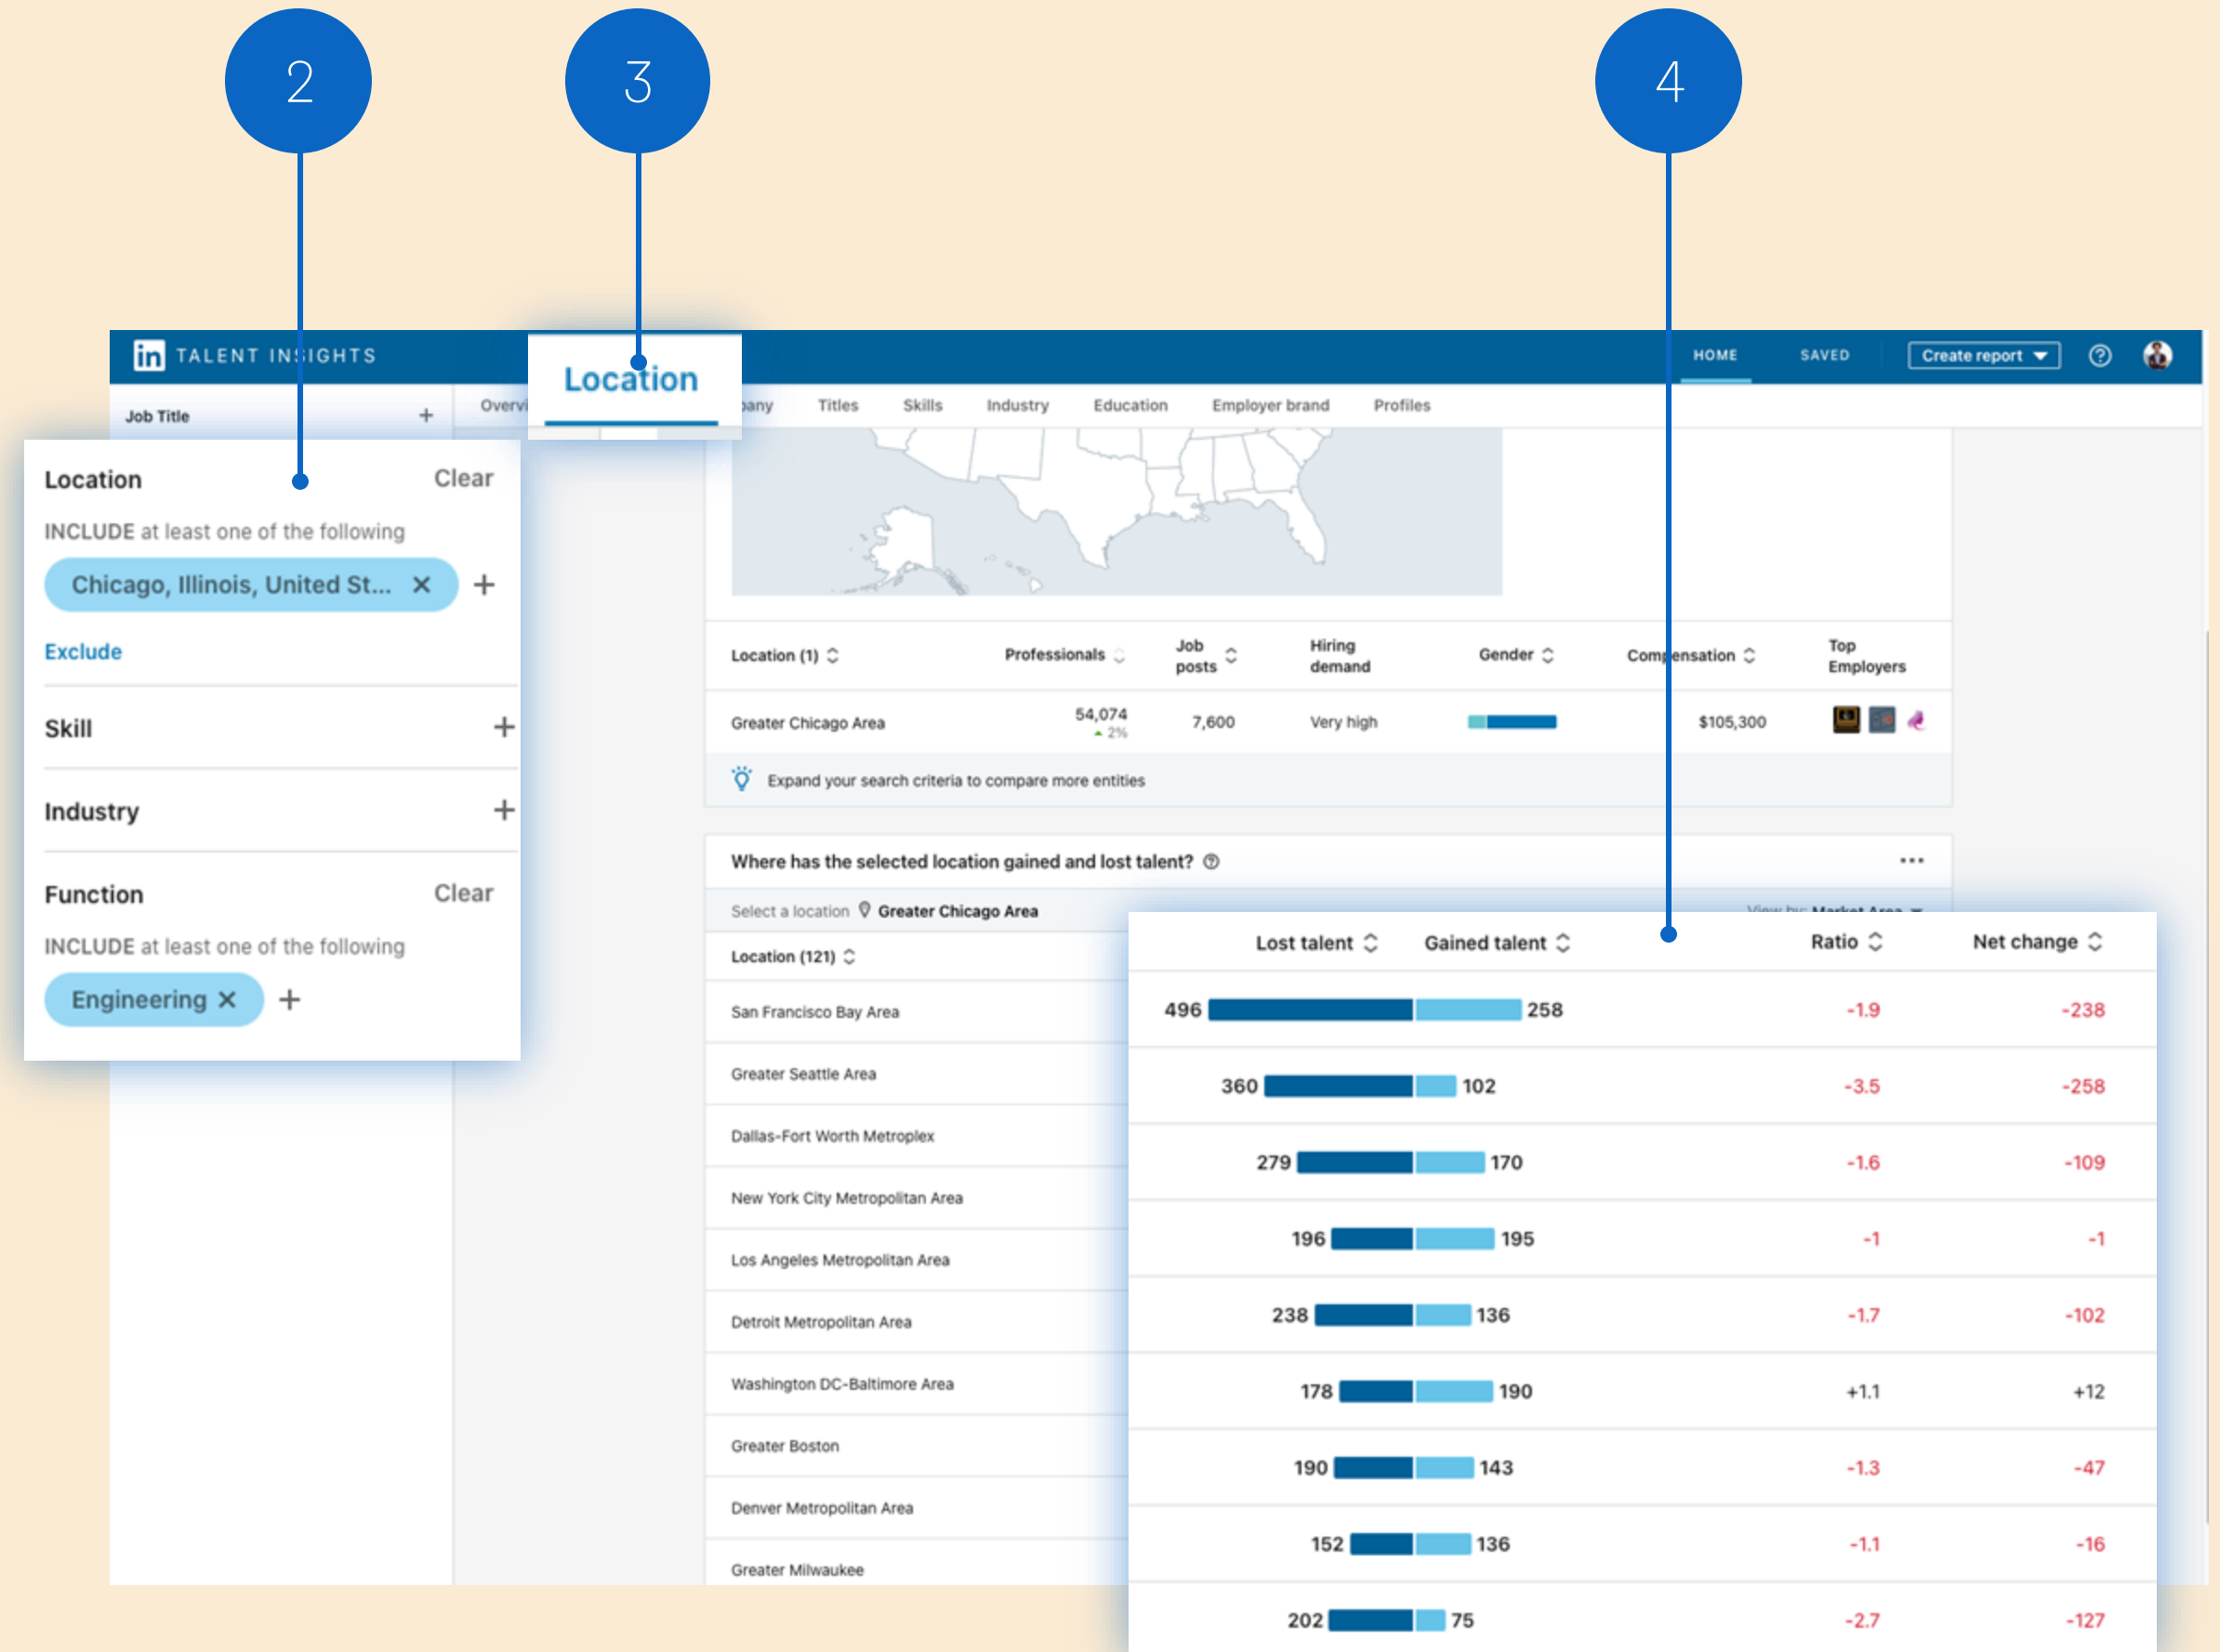 2
3
4
in TALENT INSIGHTS
HOME
SAVED
Create report
Job Title
Location
Titles
Skills
Industry
Education
Employer brand
Profiles
Location Clear
INCLUDE at least one of the following
Chicago, Illinois, United St...
Exclude
Skill
Industry
Function Clear
INCLUDE at least one of the following
Engineering
Location (1) Professionals Job posts Hiring demand Gender Compensation Top Employers
Greater Chicago Area 54,074 2% 7,600 Very high $105,300
Expand your search criteria to compare more entities
Where has the selected location gained and lost talent?
Select a location Greater Chicago Area View by: Market Area
Location (121)
San Francisco Bay Area
Greater Seattle Area
Dallas-Fort Worth Metroplex
New York City Metropolitan Area
Los Angeles Metropolitan Area
Detroit Metropolitan Area
Washington DC-Baltimore Area
Greater Boston
Denver Metropolitan Area
Greater Milwaukee
Lost talent Gained talent Ratio Net change
496 258 -1.9 -238
360 102 -3.5 -258
279 170 -1.6 -109
196 195 -1 -1
238 136 -1.7 -102
178 190 +1.1 +12
190 143 -1.3 -47
152 136 -1.1 -16
202 75 -2.7 -127